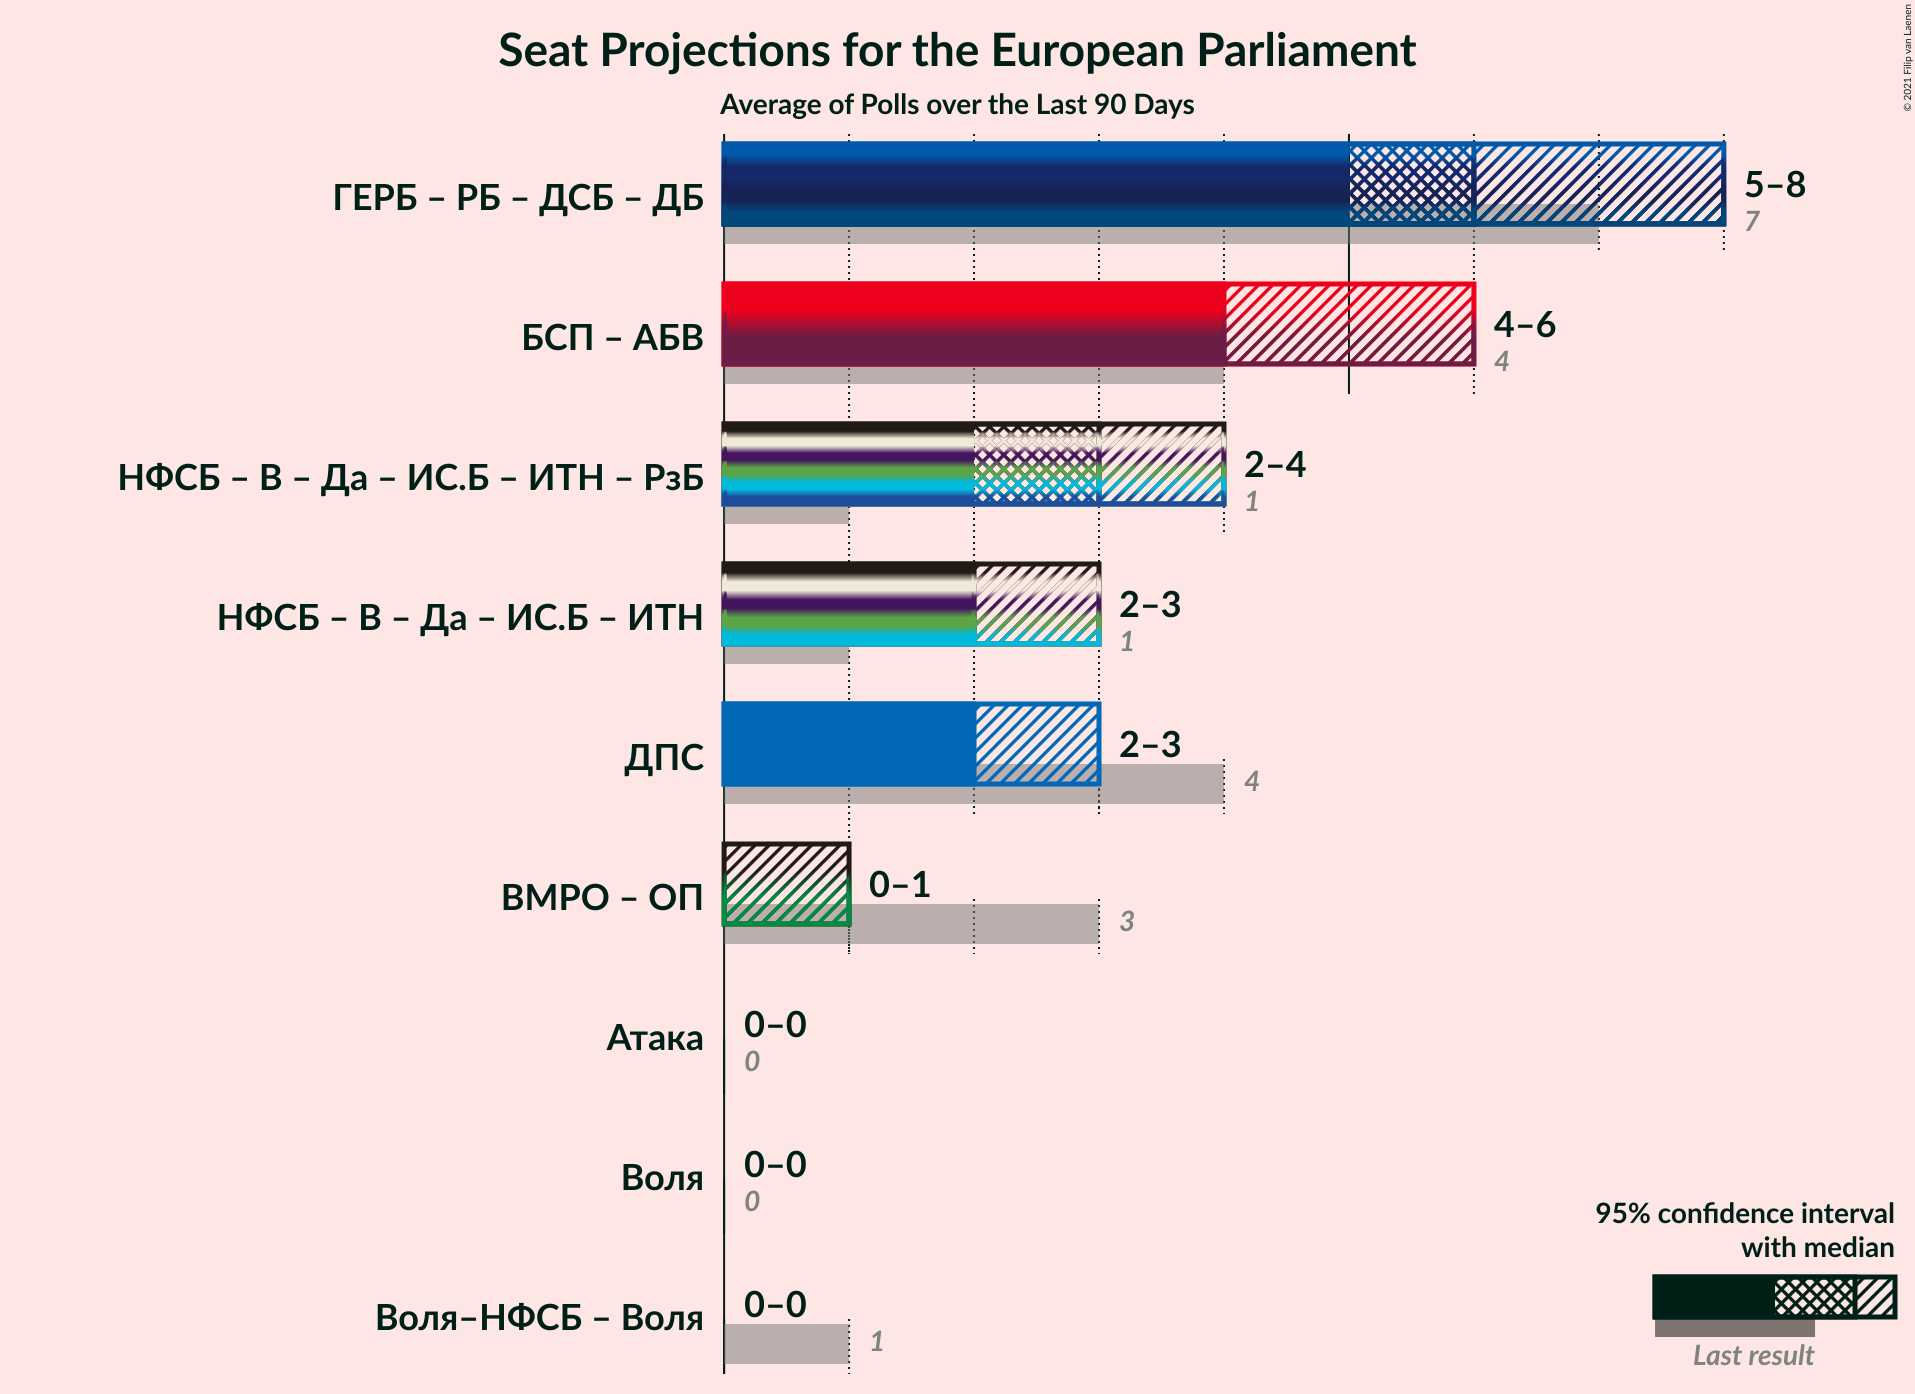 © 2021 Filip van Laenen
Seat Projections for the European Parliament
Average of Polls over the Last 90 Days
ГЕРБ – РБ – ДСБ – ДБ
5–8
7
БСП – АБВ
4–6
4
НФСБ – В – Да – ИС.Б – ИТН – РзБ
2–4
1
НФСБ – В – Да – ИС.Б – ИТН
2–3
1
ДПС
2–3
4
ВМРО – ОП
0–1
3
Атака
0–0
0
Воля
0–0
0
Воля–НФСБ – Воля
0–0
1
95% confidence interval
with median
Last result